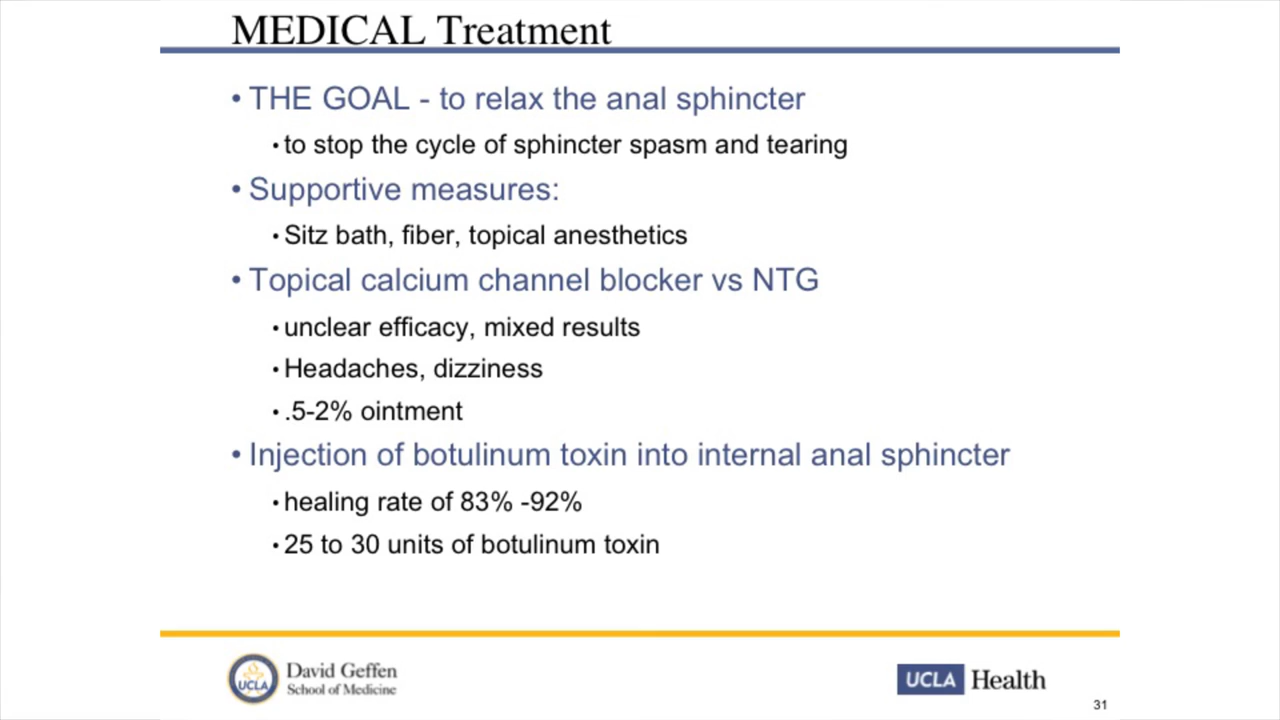 MEDICAL Treatment
• THE GOAL - to relax the anal sphincter
• to stop the cycle of sphincter spasm and tearing
• Supportive measures:
• Sitz bath, fiber, topical anesthetics
• Topical calcium channel blocker vs NTG
• unclear efficacy, mixed results
• Headaches, dizziness
• .5-2% ointment
• Injection of botulinum toxin into internal anal sphincter
• healing rate of 83% -92%
• 25 to 30 units of botulinum toxin
UCLA
David Geffen
School of Medicine
UCLA Health
31